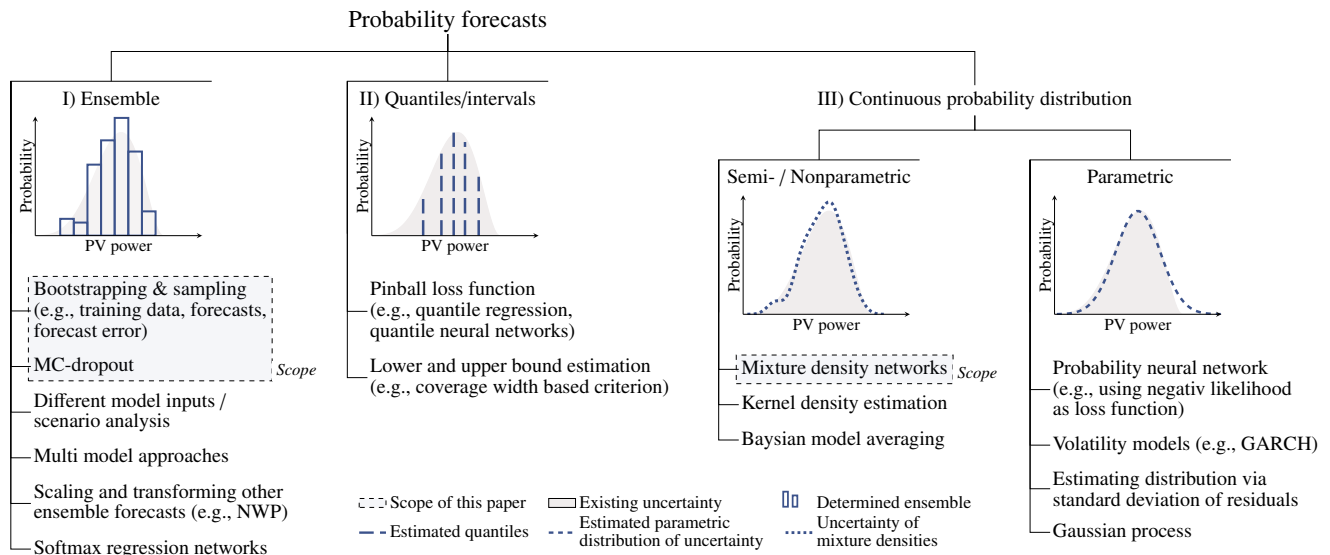 Probability forecasts
I) Ensemble
Probability
PV power
Bootstrapping & sampling
(e.g., training data, forecasts,
forecast error)
MC-dropout
Scope
Different model inputs /
scenario analysis
Multi model approaches
Scaling and transforming other
ensemble forecasts (e.g., NWP)
Softmax regression networks
II) Quantiles/intervals
Probability
PV power
Pinball loss function
(e.g., quantile regression,
quantile neural networks)
Lower and upper bound estimation
(e.g., coverage width based criterion)
III) Continuous probability distribution
Semi- / Nonparametric
Probability
PV power
Mixture density networks
Scope
Kernel density estimation
Baysian model averaging
Parametric
Probability
PV power
Probability neural network
(e.g., using negativ likelihood
as loss function)
Volatility models (e.g., GARCH)
Estimating distribution via
standard deviation of residuals
Gaussian process
Scope of this paper
Existing uncertainty
Determined ensemble
Estimated quantiles
Estimated parametric
distribution of uncertainty
Uncertainty of
mixture densities